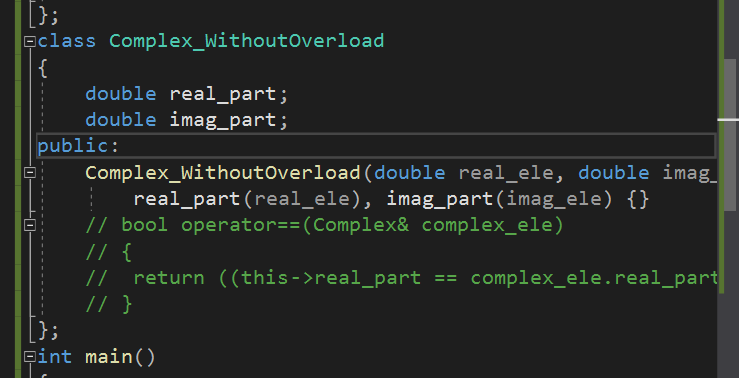 };
class Complex_WithoutOverload
{
    double real_part;
    double imag_part;
public:
    Complex_WithoutOverload(double real_ele, double imag_
        real_part(real_ele), imag_part(imag_ele) {}
    // bool operator==(Complex& complex_ele)
    // {
    //  return ((this->real_part == complex_ele.real_part
    // }
};
int main()